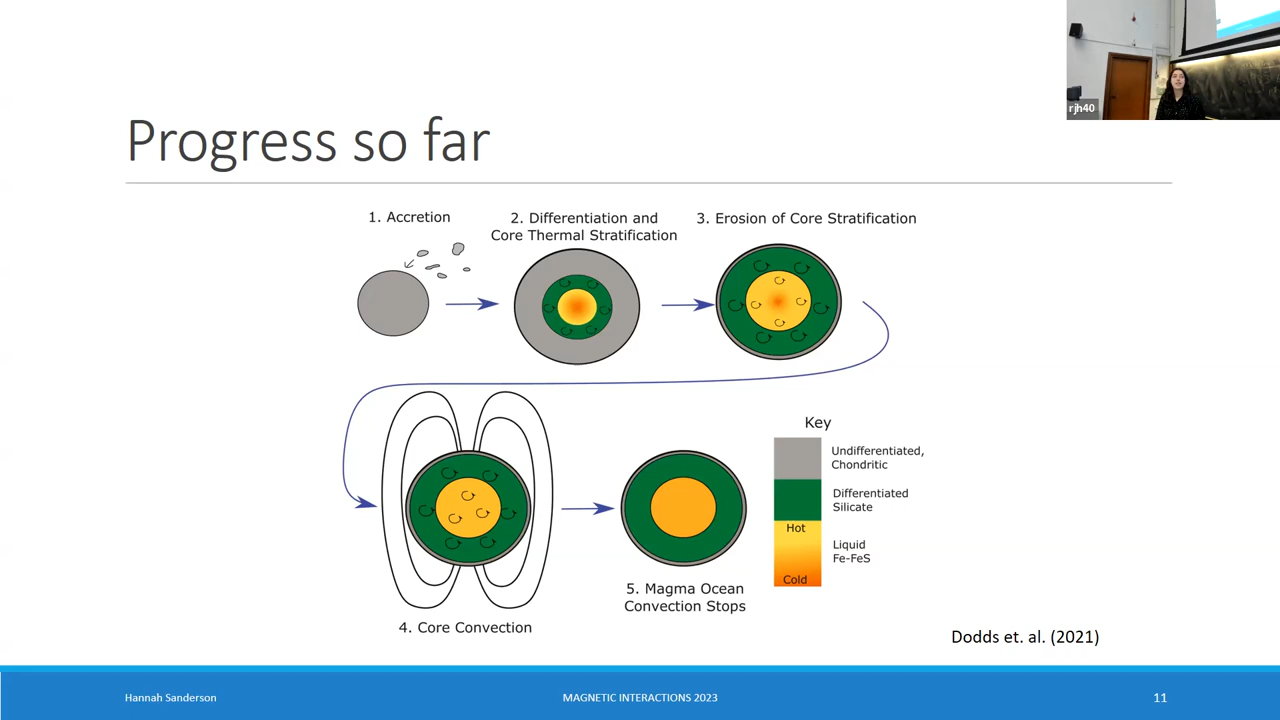 rjh40
Progress so far
1. Accretion
2. Differentiation and
Core Thermal Stratification
3. Erosion of Core Stratification
4. Core Convection
5. Magma Ocean
Convection Stops
Key
Undifferentiated,
Chondritic
Differentiated
Silicate
Hot
Liquid
Fe-FeS
Cold
Dodds et. al. (2021)
Hannah Sanderson
MAGNETIC INTERACTIONS 2023
11